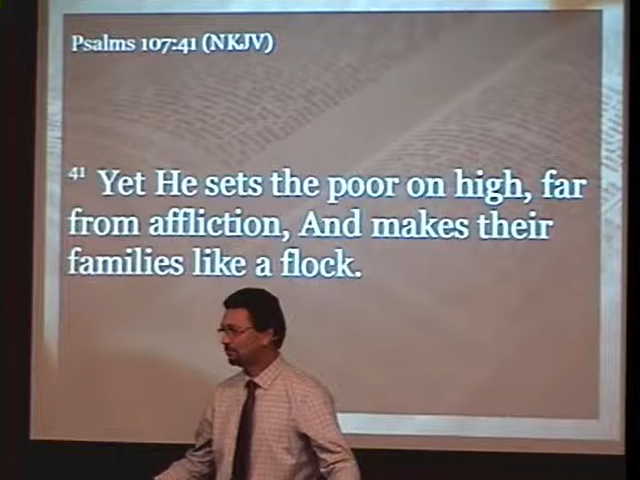 Psalms 107:41 (NKJV)
41 Yet He sets the poor on high, far
from affliction, And makes their
families like a flock.